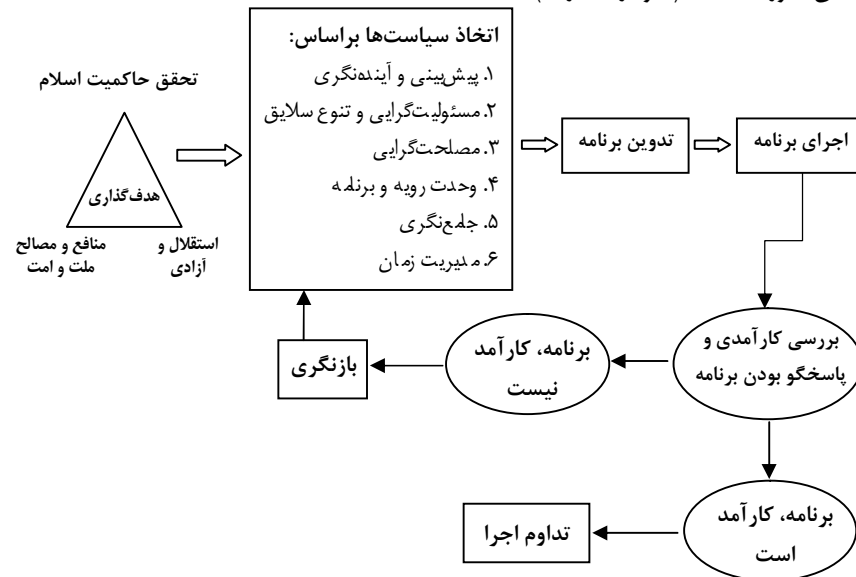 اتخاذ سیاست‌ها براساس:
۱. پیش‌بینی و آینده‌نگری
۲. مسئولیت‌گرایی و تنوع سلایق
۳. مصلحت‌گرایی
۴. وحدت رویه و برنامه
۵. جامع‌نگری
۶. مدیریت زمان
تحقق حاکمیت اسلام
هدف‌گذاری
استقلال و
آزادی
منافع و مصالح
ملت و امت
تدوین برنامه
اجرای برنامه
بررسی کارآمدی و
پاسخگو بودن برنامه
برنامه، کارآمد
نیست
بازنگری
برنامه، کارآمد
است
تداوم اجرا